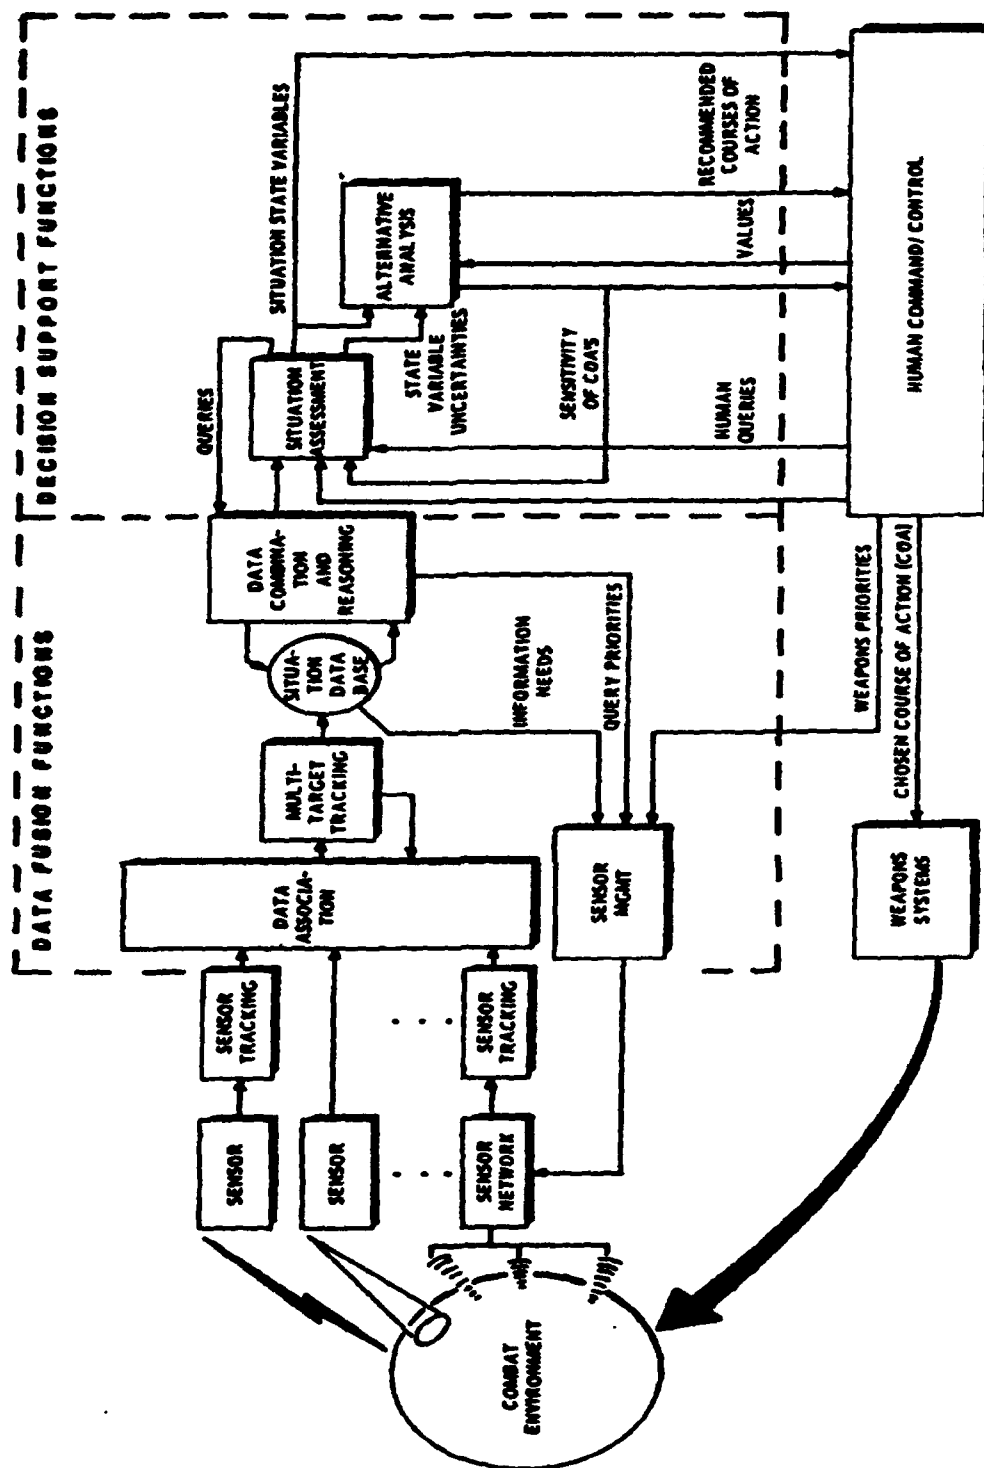 DATA FUSION FUNCTIONS
DECISION SUPPORT FUNCTIONS
SENSOR
SENSOR
TRACKING
SENSOR
. . .
SENSOR
NETWORK
. . .
SENSOR
TRACKING
COMBAT
ENVIRONMENT
DATA
ASSOCIA-
TION
MULTI-
TARGET
TRACKING
SITUA-
TION
DATA
BASE
DATA
COMBINA-
TION
AND
REASONING
QUERIES
SITUATION
ASSESSMENT
SITUATION STATE VARIABLES
ALTERNATIVE
ANALYSIS
STATE
VARIABLE
UNCERTAINTIES
SENSITIVITY
OF COA'S
HUMAN
QUERIES
VALUES
RECOMMENDED
COURSES OF
ACTION
INFORMATION
NEEDS
QUERY PRIORITIES
SENSOR
MGMT
WEAPONS PRIORITIES
CHOSEN COURSE OF ACTION (COA)
WEAPONS
SYSTEMS
HUMAN COMMAND/ CONTROL